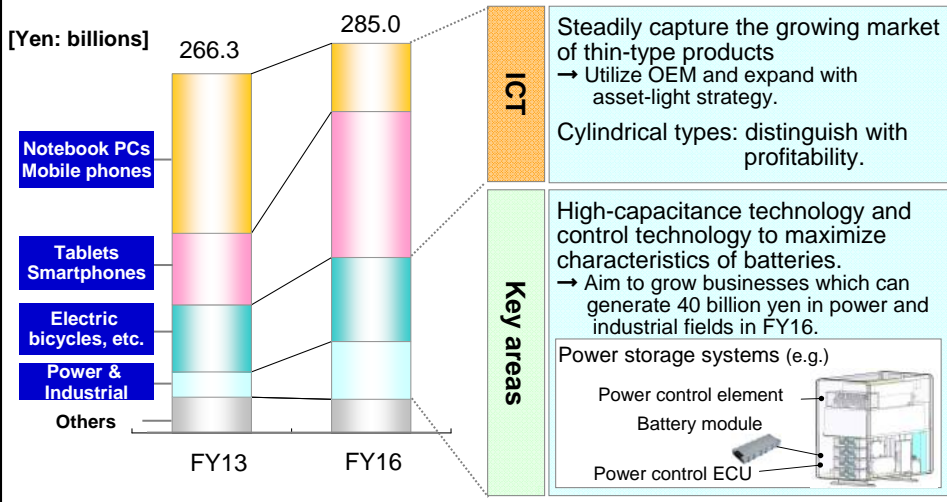 [Yen: billions]
266.3
285.0
Notebook PCs
Mobile phones
Tablets
Smartphones
Electric
bicycles, etc.
Power &
Industrial
Others
FY13
FY16
ICT
Steadily capture the growing market
of thin-type products
→ Utilize OEM and expand with
asset-light strategy.
Cylindrical types: distinguish with
profitability.
Key areas
High-capacitance technology and
control technology to maximize
characteristics of batteries.
→ Aim to grow businesses which can
generate 40 billion yen in power and
industrial fields in FY16.
Power storage systems (e.g.)
Power control element
Battery module
Power control ECU